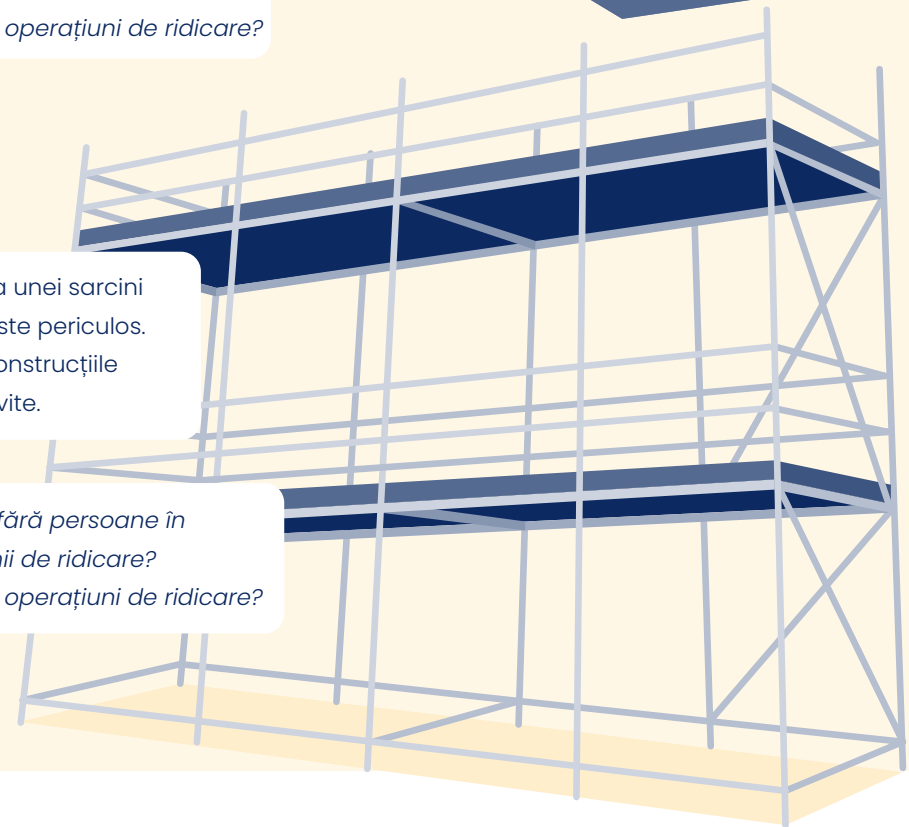 operațiuni de ridicare?
a unei sarcini
ste periculos.
onstrucțiile
vite.
fără persoane în
ii de ridicare?
operațiuni de ridicare?